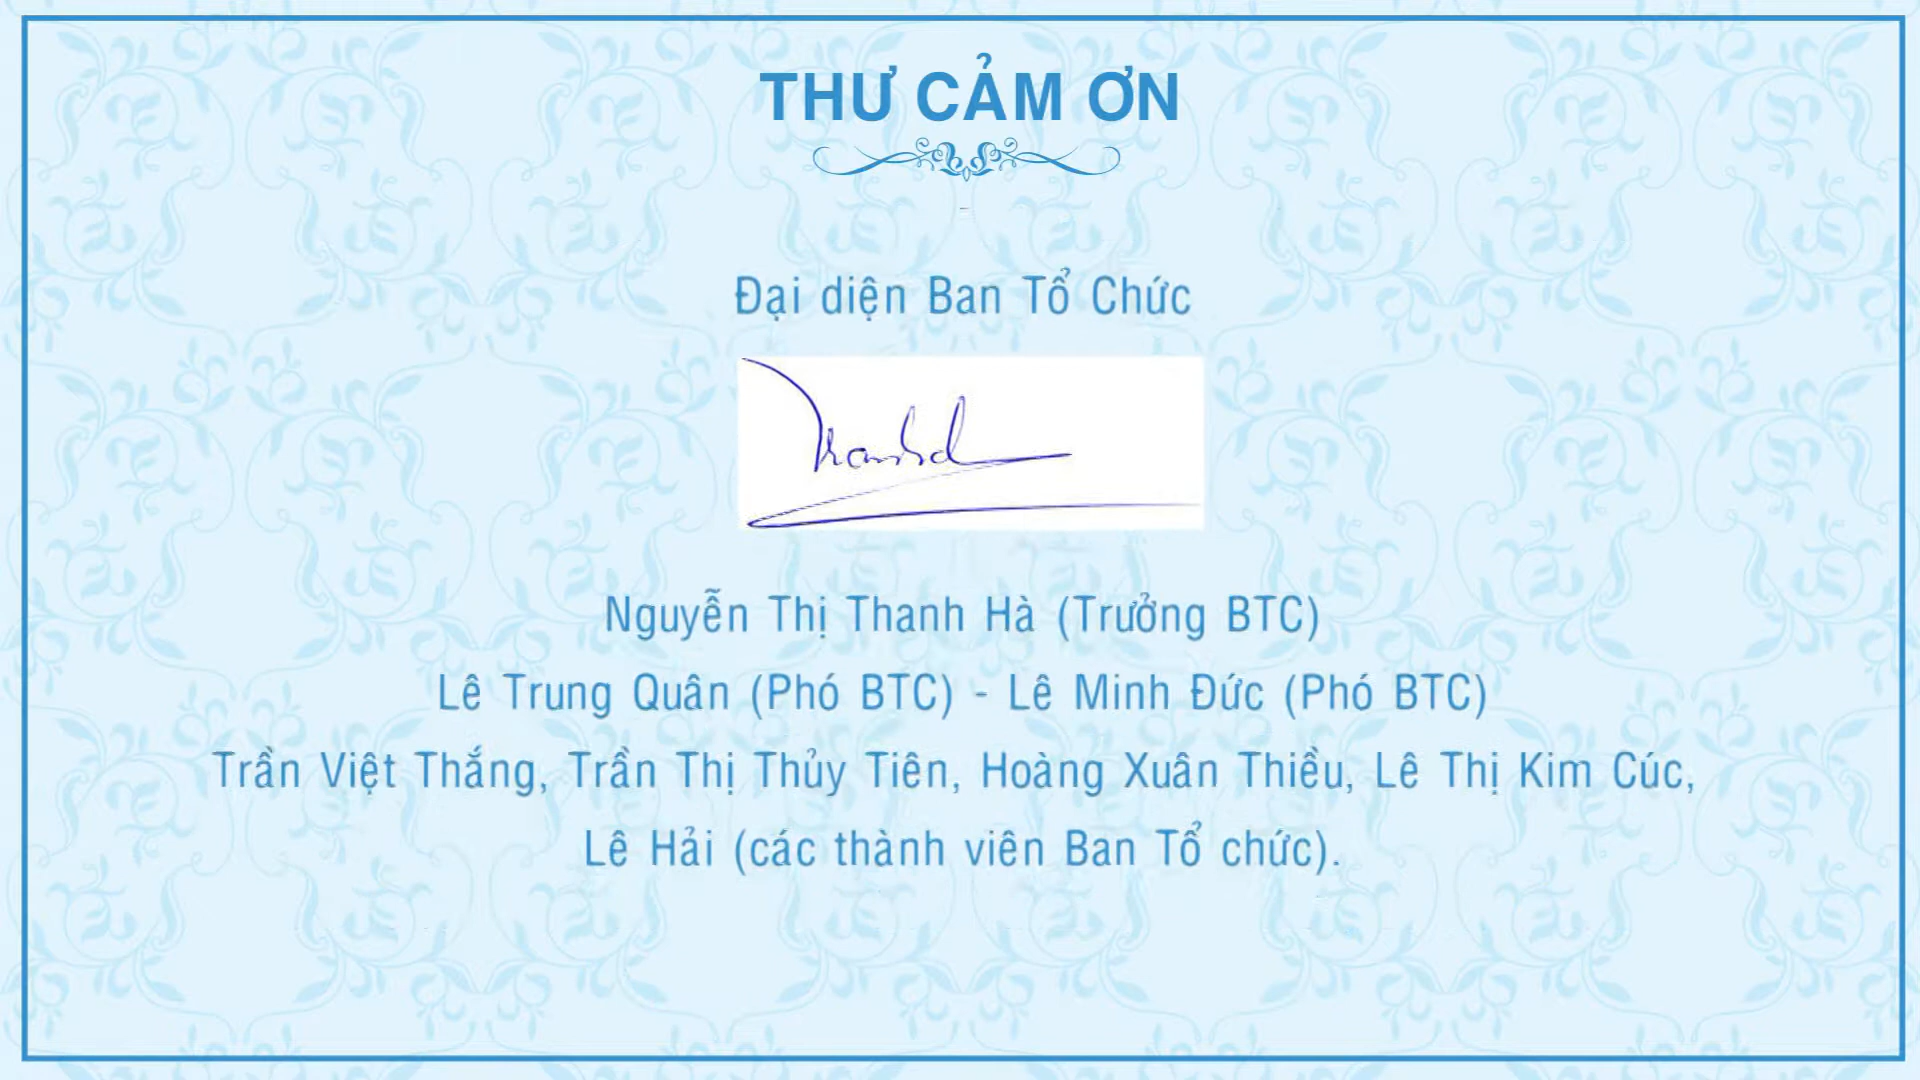 THƯ CẢM ƠN
Đại diện Ban Tổ Chức
Nguyễn Thị Thanh Hà (Trưởng BTC)
Lê Trung Quân (Phó BTC) - Lê Minh Đức (Phó BTC)
Trần Việt Thắng, Trần Thị Thủy Tiên, Hoàng Xuân Thiều, Lê Thị Kim Cúc,
Lê Hải (các thành viên Ban Tổ chức).